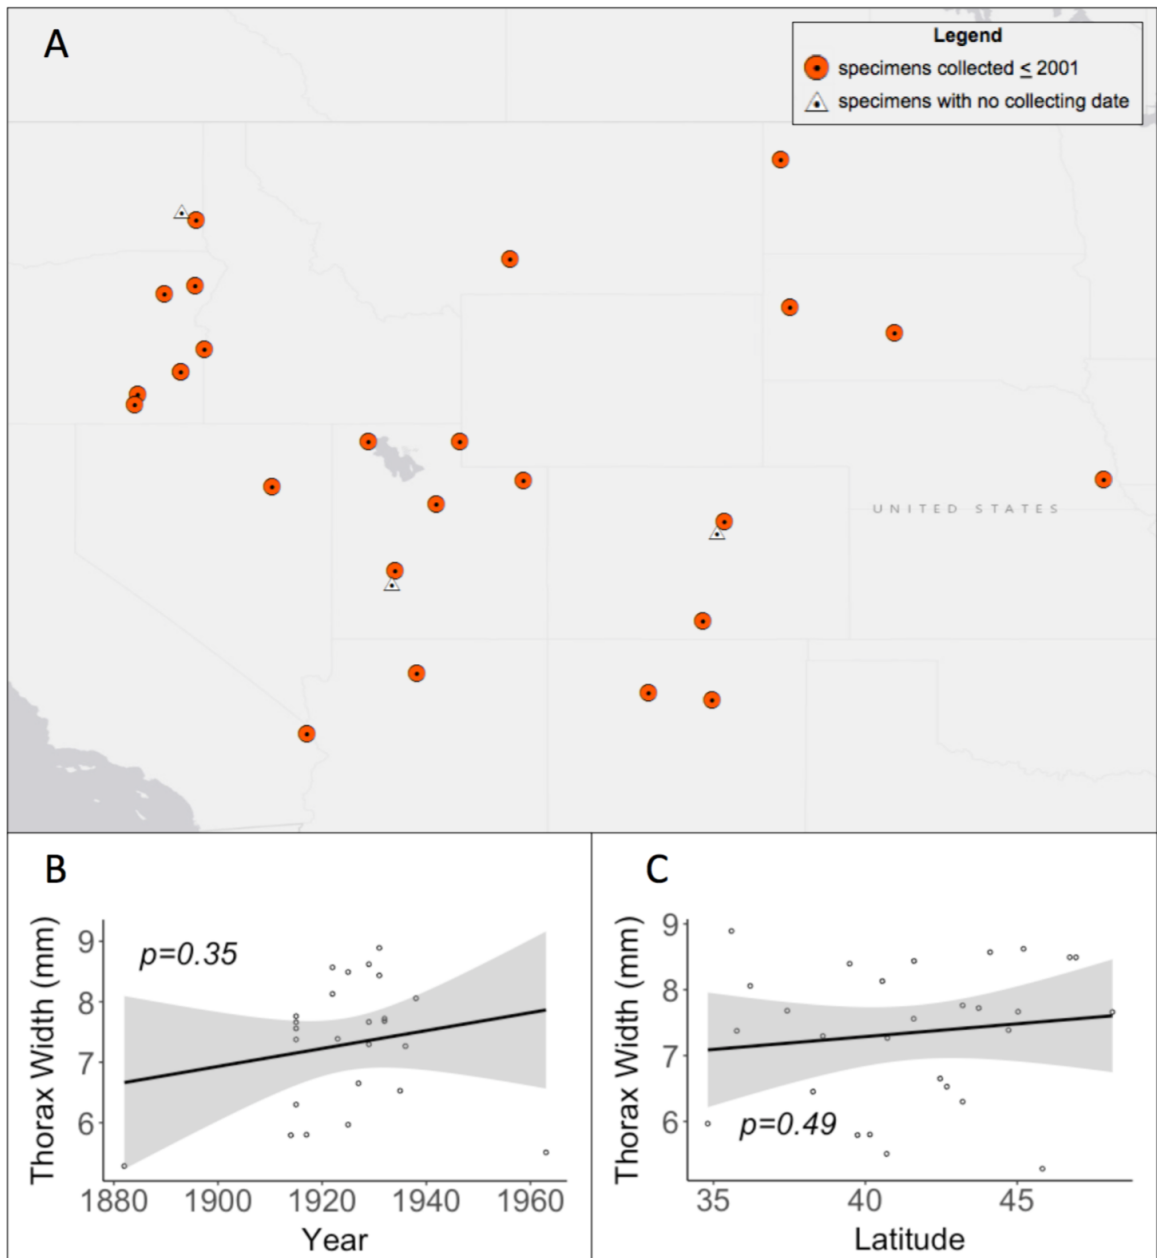 A
Legend
specimens collected ≤ 2001
specimens with no collecting date
UNITED STATES
B
p=0.35
Thorax Width (mm)
9
8
7
6
1880 1900 1920 1940 1960
Year
C
p=0.49
Thorax Width (mm)
9
8
7
6
35 40 45
Latitude